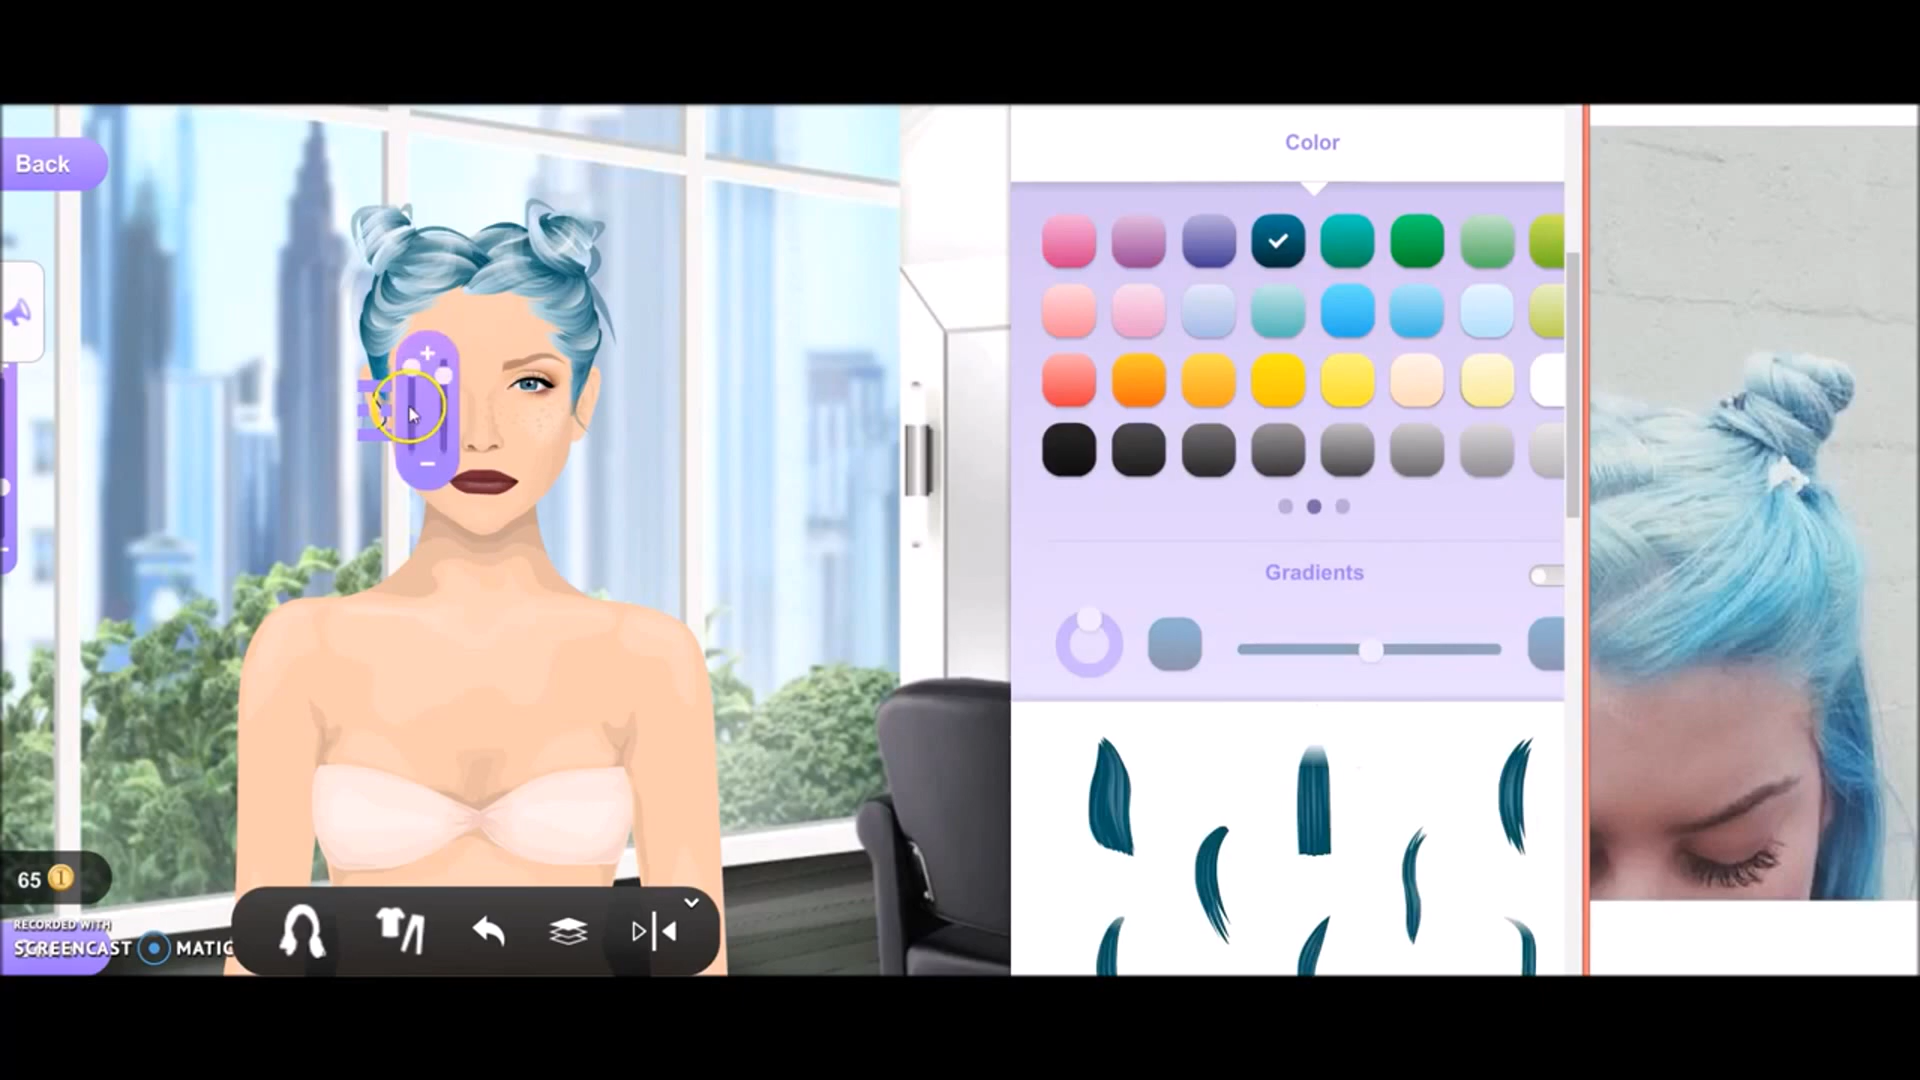 Back
Color
Gradients
65
RECORDED WITH
SCREENCAST MATIC